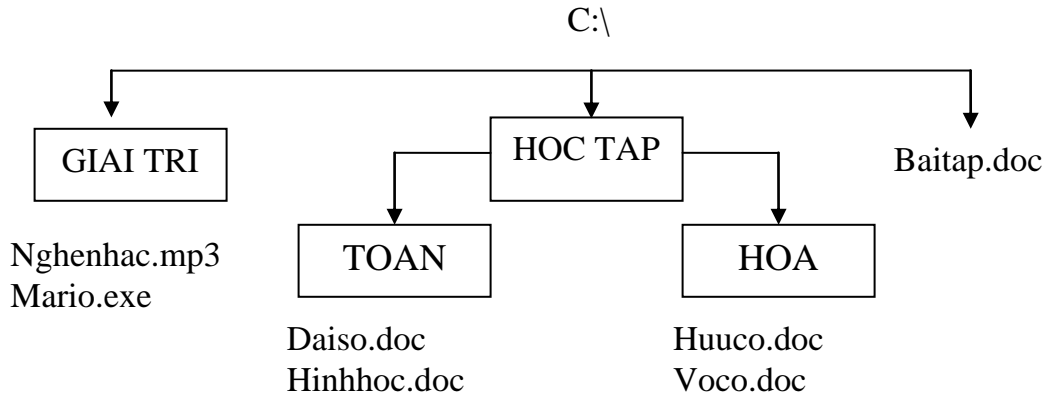 C:\
GIAI TRI
HOC TAP
Baitap.doc
Nghenhac.mp3
Mario.exe
TOAN
HOA
Daiso.doc
Hinhhoc.doc
Huuco.doc
Voco.doc